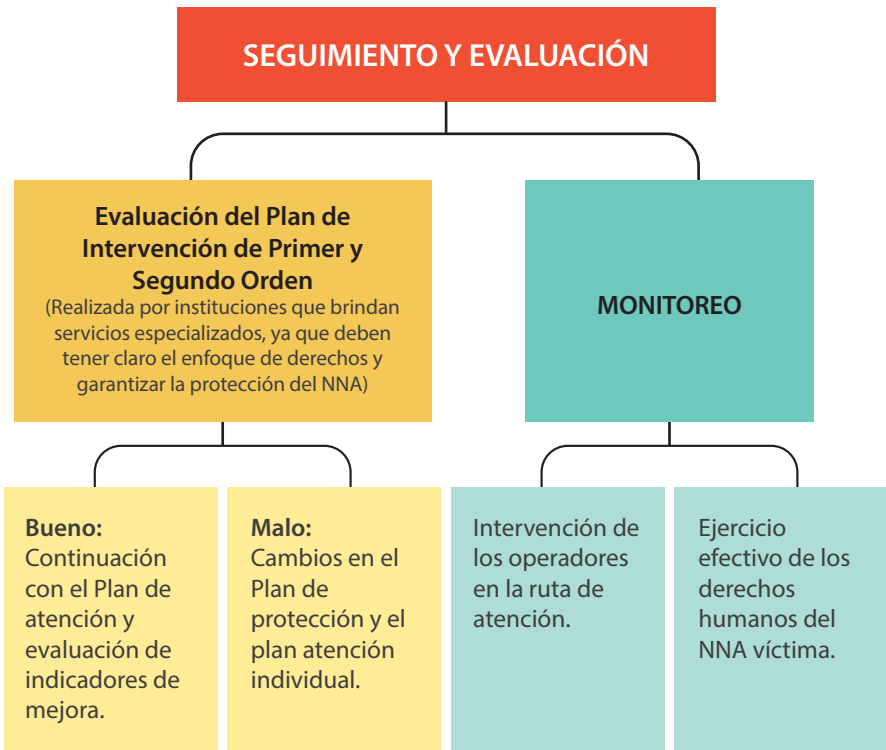 SEGUIMIENTO Y EVALUACIÓN
Evaluación del Plan de
Intervención de Primer y
Segundo Orden
(Realizada por instituciones que brindan
servicios especializados, ya que deben
tener claro el enfoque de derechos y
garantizar la protección del NNA)
MONITOREO
Bueno:
Continuación
con el Plan de
atención y
evaluación de
indicadores de
mejora.
Malo:
Cambios en el
Plan de
protección y el
plan atención
individual.
Intervención de
los operadores
en la ruta de
atención.
Ejercicio
efectivo de los
derechos
humanos del
NNA víctima.